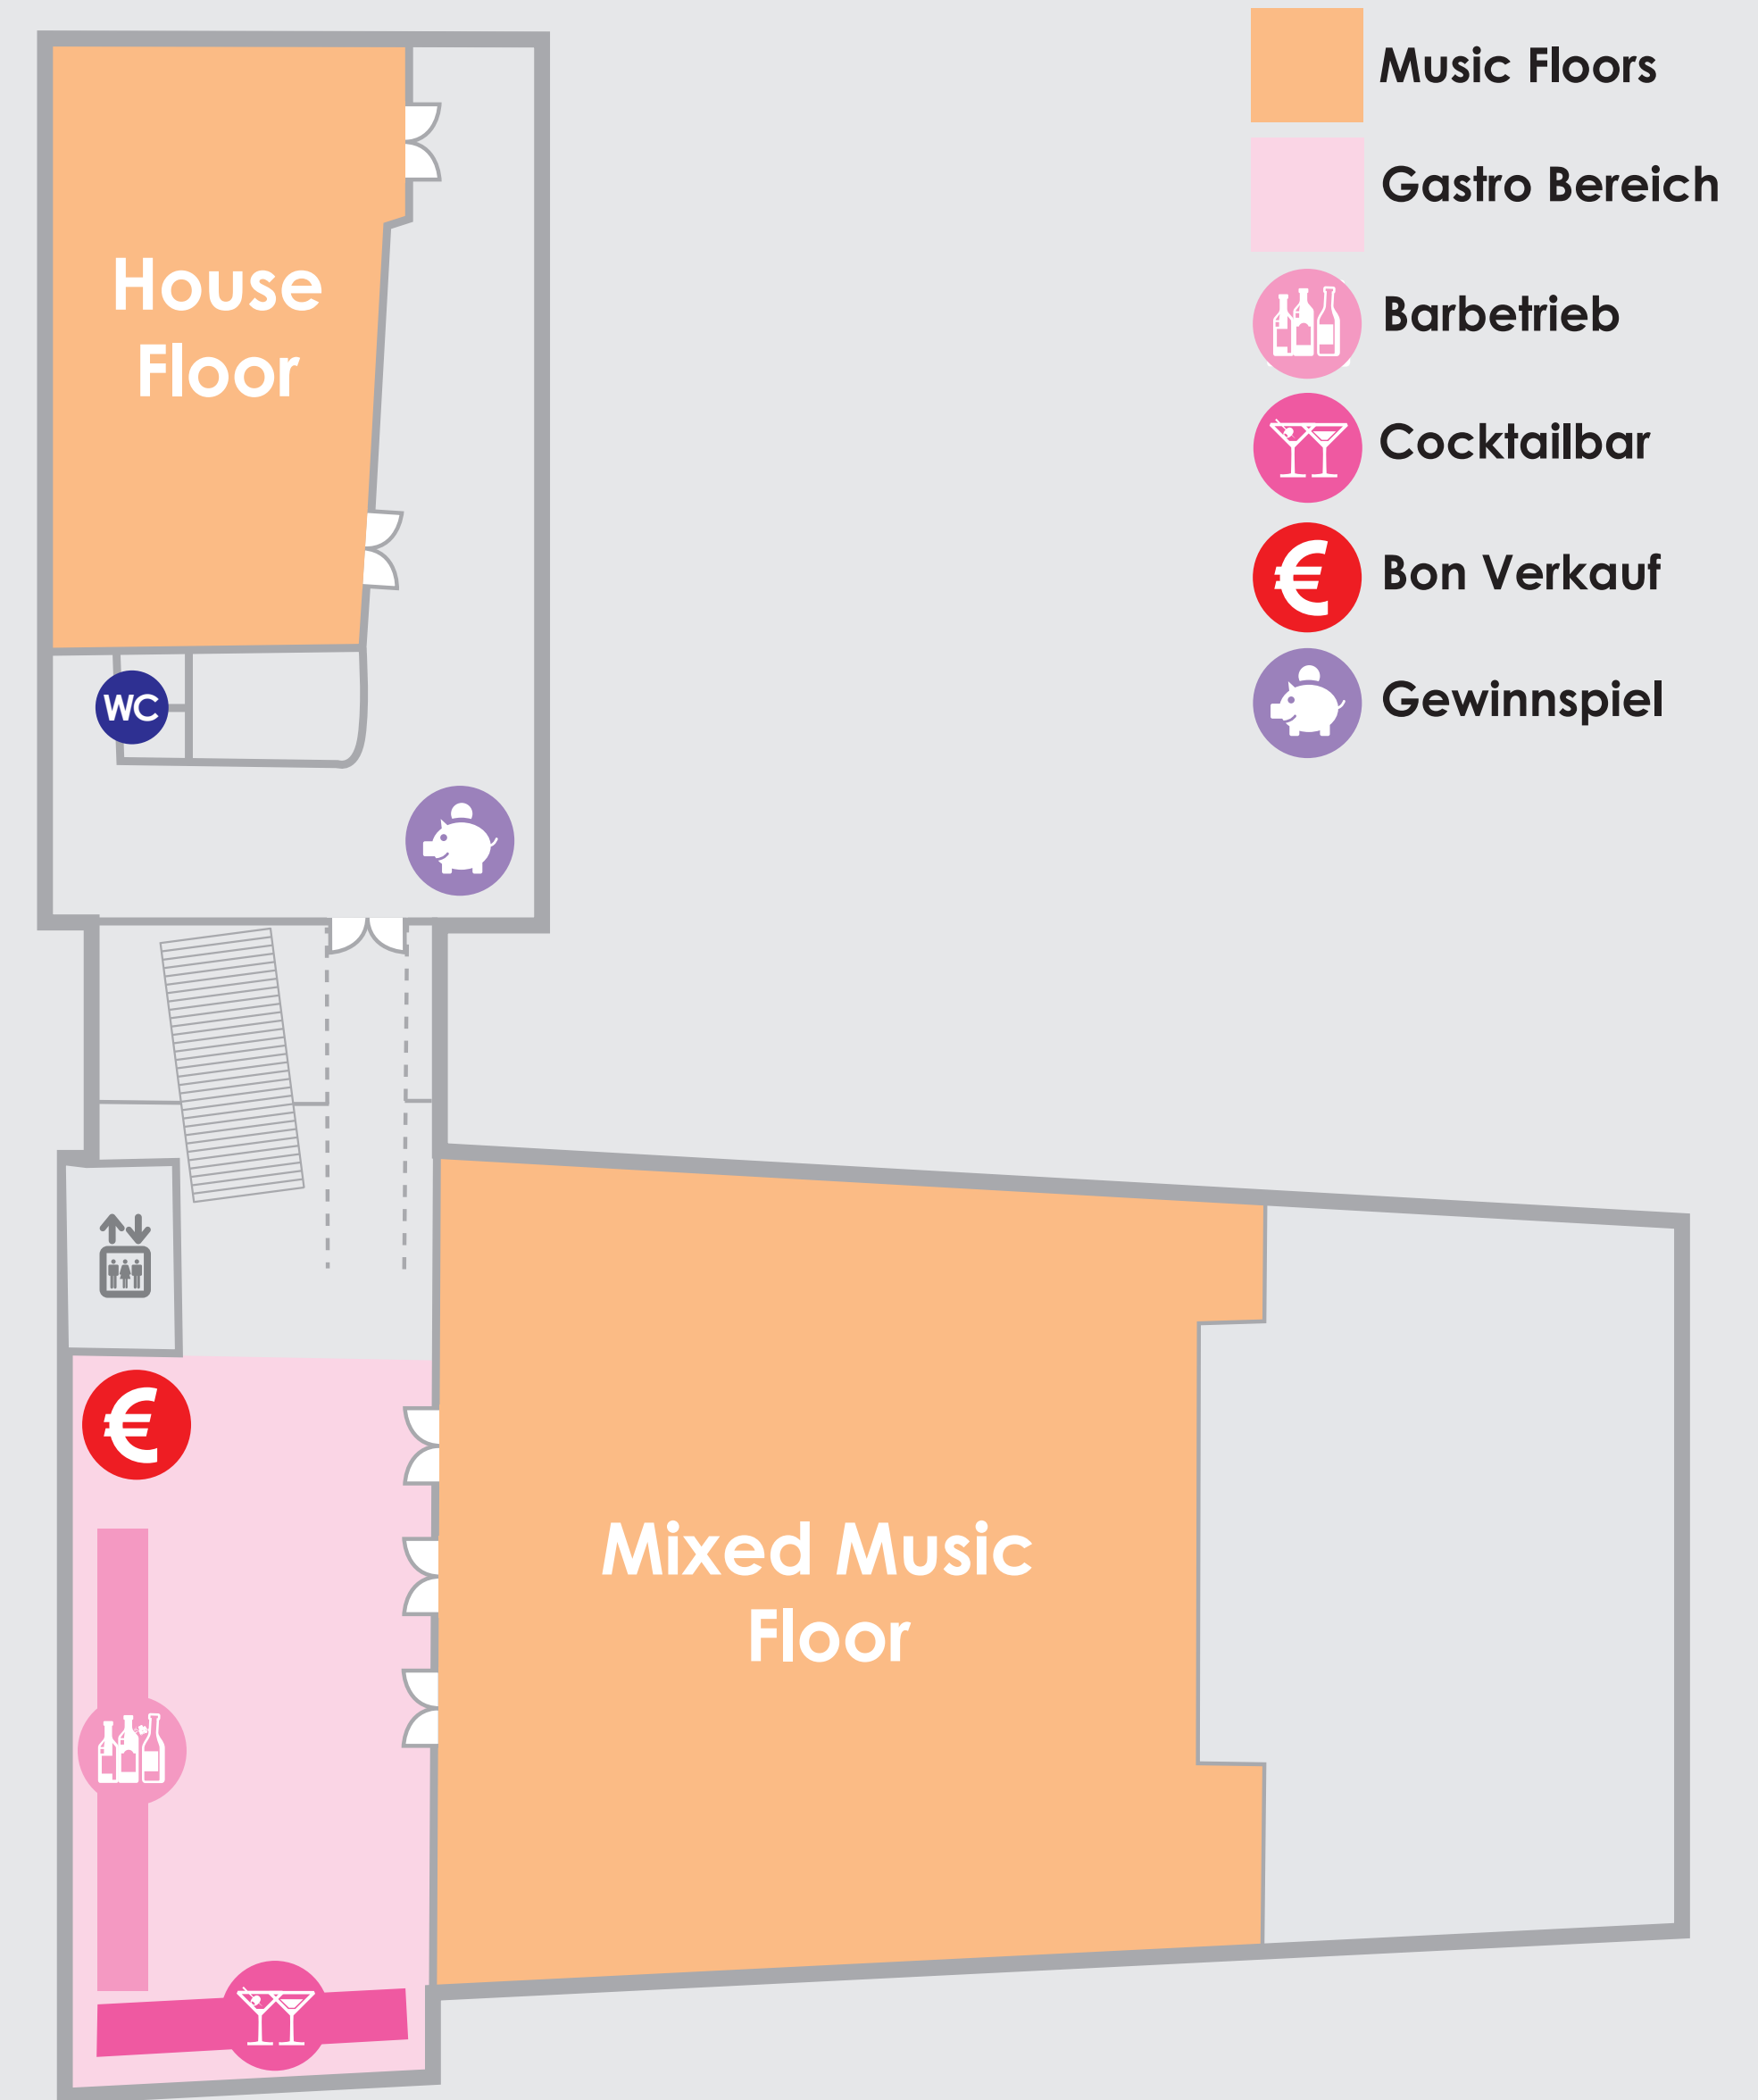 Music Floors
Gastro Bereich
Barbetrieb
Cocktailbar
€
Bon Verkauf
Gewinnspiel
House
Floor
WC
€
Mixed Music
Floor